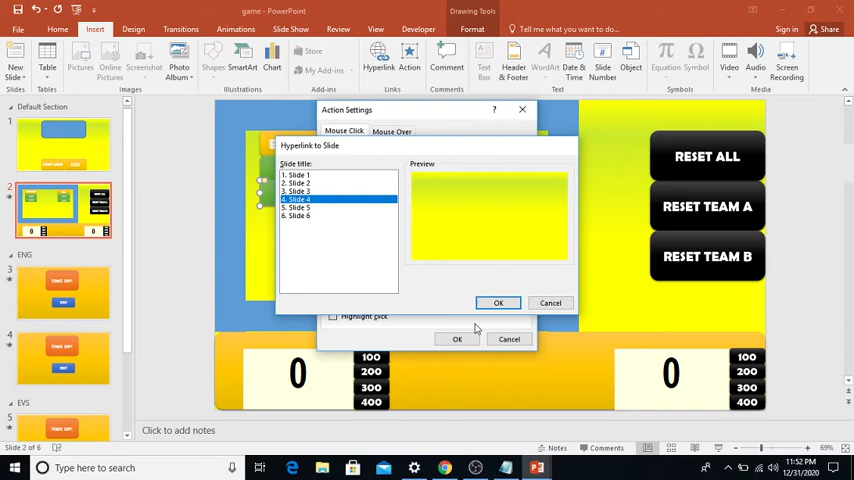 game - PowerPoint
Drawing Tools
File Home Insert Design Transitions Animations Slide Show Review View Developer Format Tell me what you want to do... Sign in Share
New Slide
Table
Pictures
Online Pictures
Screenshot
Photo Album
Shapes
SmartArt
Chart
Store
My Add-ins
Hyperlink
Action
Comment
Text Box
Header & Footer
WordArt
Date & Time
Slide Number
Object
Equation
Symbol
Video
Audio
Screen Recording
Slides
Tables
Images
Illustrations
Add-ins
Links
Comments
Text
Symbols
Media
Default Section
1
2
ENG
3
TIME UP!
4
TIME UP!
EVS
5
TIME UP!
Action Settings
?
Mouse Click Mouse Over
Hyperlink to Slide
Slide title:
Preview
1. Slide 1
2. Slide 2
3. Slide 3
4. Slide 4
5. Slide 5
6. Slide 6
OK Cancel
Highlight click
OK Cancel
RESET ALL
RESET TEAM A
RESET TEAM B
0
100
200
300
400
0
100
200
300
400
Click to add notes
Slide 2 of 6
Notes Comments
69%
Type here to search
11:52 PM
12/31/2020